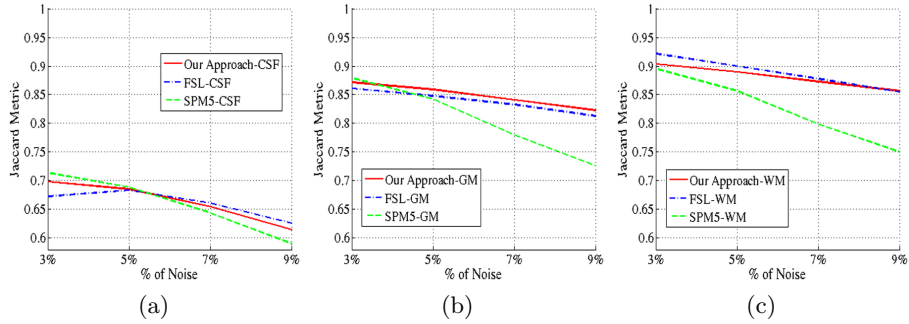 1
0.95
0.9
0.85
0.8
0.75
0.7
0.65
0.6
Jaccard Metric
3%
5%
7%
9%
% of Noise
Our Approach-CSF
FSL-CSF
SPM5-CSF
(a)
1
0.95
0.9
0.85
0.8
0.75
0.7
0.65
0.6
Jaccard Metric
3%
5%
7%
9%
% of Noise
Our Approach-GM
FSL-GM
SPM5-GM
(b)
1
0.95
0.9
0.85
0.8
0.75
0.7
0.65
0.6
Jaccard Metric
3%
5%
7%
9%
% of Noise
Our Approach-WM
FSL-WM
SPM5-WM
(c)